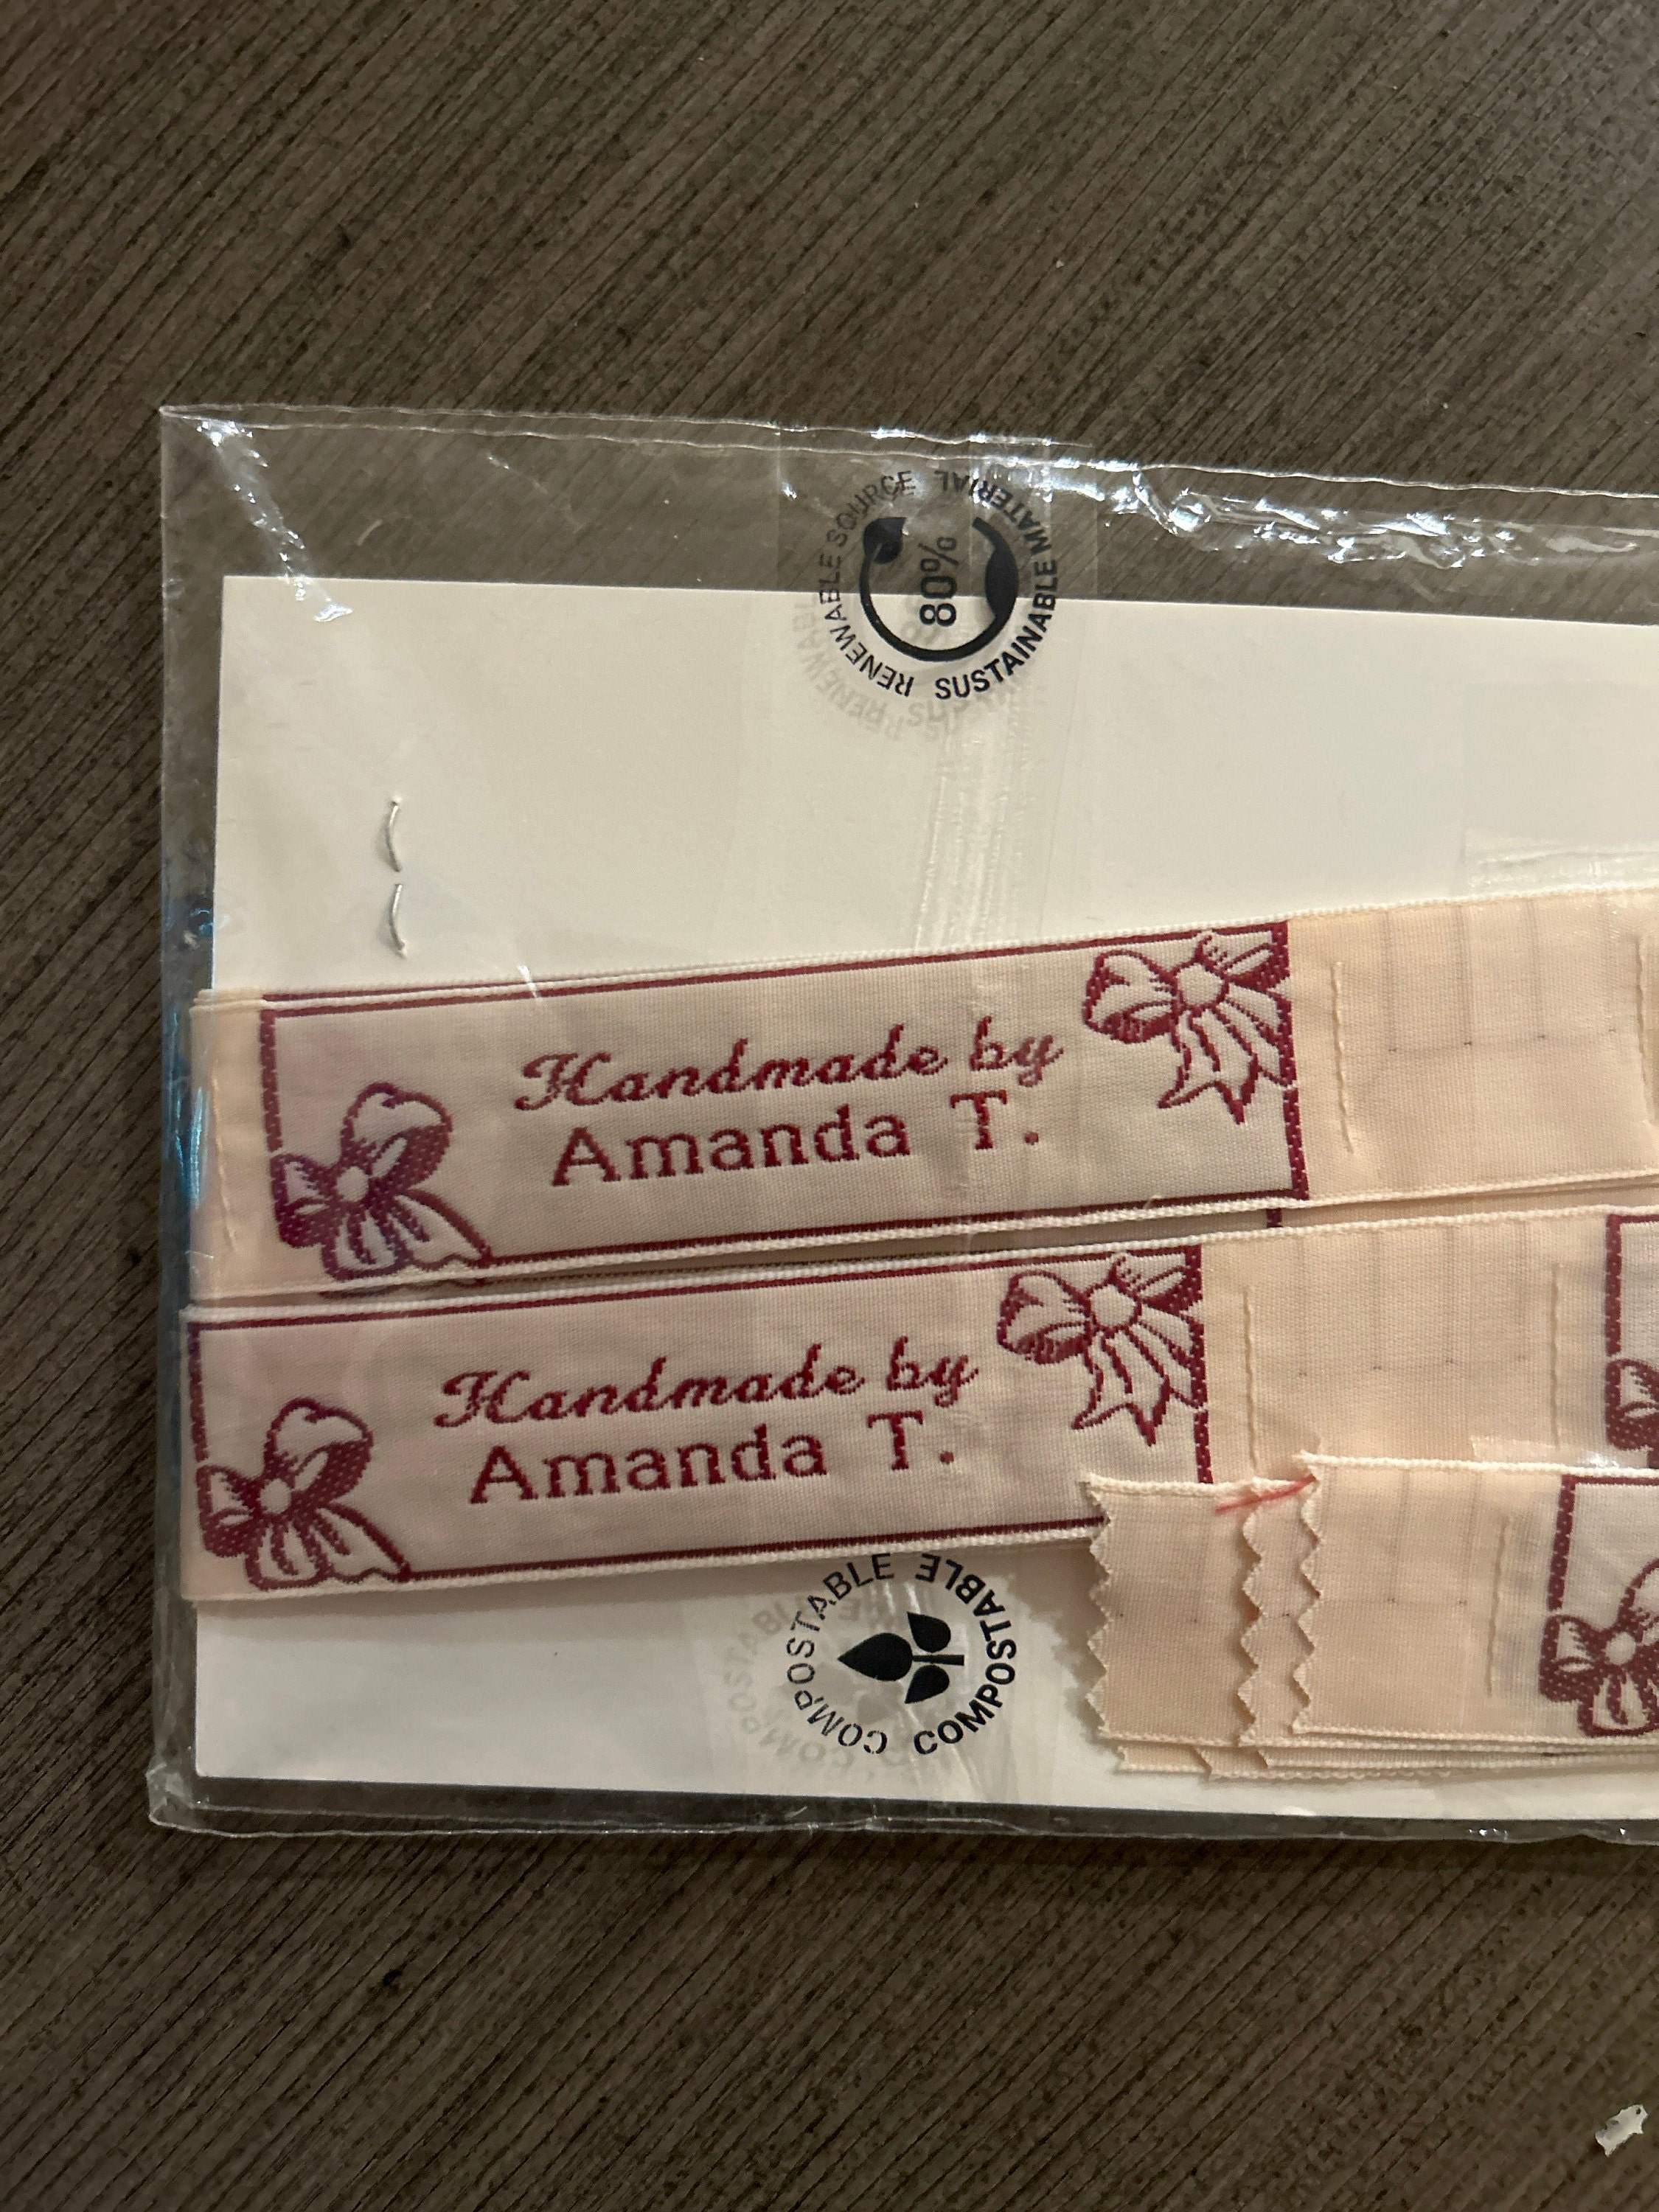 RENEWABLE SOURCE
SUSTAINABLE MATERIAL
80%
Handmade by
Amanda T.
Handmade by
Amanda T.
COMPOSTABLE
COMPOSTABLE